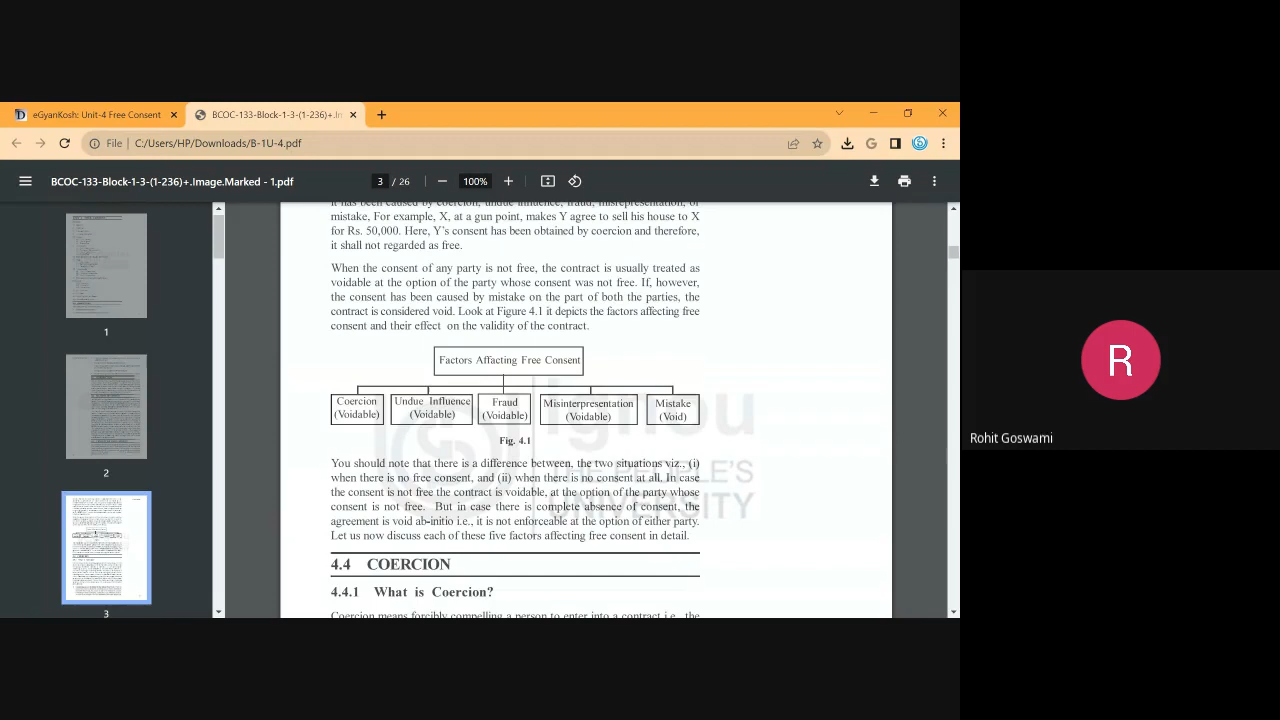 eGyanKosh: Unit-4 Free Consent
BCOC-133-Block-1-3-(1-236)+.In
File
C:/Users/HP/Downloads/B-1U-4.pdf
BCOC-133-Block-1-3-(1-236)+.Image.Marked - 1.pdf
3 / 26
100%
it has been caused by coercion, undue influence, fraud, misrepresentation, or
mistake, For example, X, at a gun point, makes Y agree to sell his house to X
for Rs. 50,000. Here, Y's consent has been obtained by coercion and therefore,
it shall not regarded as free.
When the consent of any party is not free, the contract is usually treated as
voidable at the option of the party whose consent was not free. If, however,
the consent has been caused by mistake on the part of both the parties, the
contract is considered void. Look at Figure 4.1 it depicts the factors affecting free
consent and their effect on the validity of the contract.
Factors Affecting Free Consent
Coercion
(Voidable)
Undue Influence
(Voidable)
Fraud
(Voidable)
Misinterpresentation
(Voidable)
Mistake
(Void)
Fig. 4.1
You should note that there is a difference between, the two situations viz., (i)
when there is no free consent, and (ii) when there is no consent at all. In case
the consent is not free the contract is voidable at the option of the party whose
consent is not free. But in case there is complete absence of consent, the
agreement is void ab-initio i.e., it is not enforceable at the option of either party.
Let us now discuss each of these five factors affecting free consent in detail.
ignou
THE PEOPLE'S
UNIVERSITY
4.4 COERCION
4.4.1 What is Coercion?
Coercion means forcibly compelling a person to enter into a contract i.e., the
1
2
3
R
Rohit Goswami